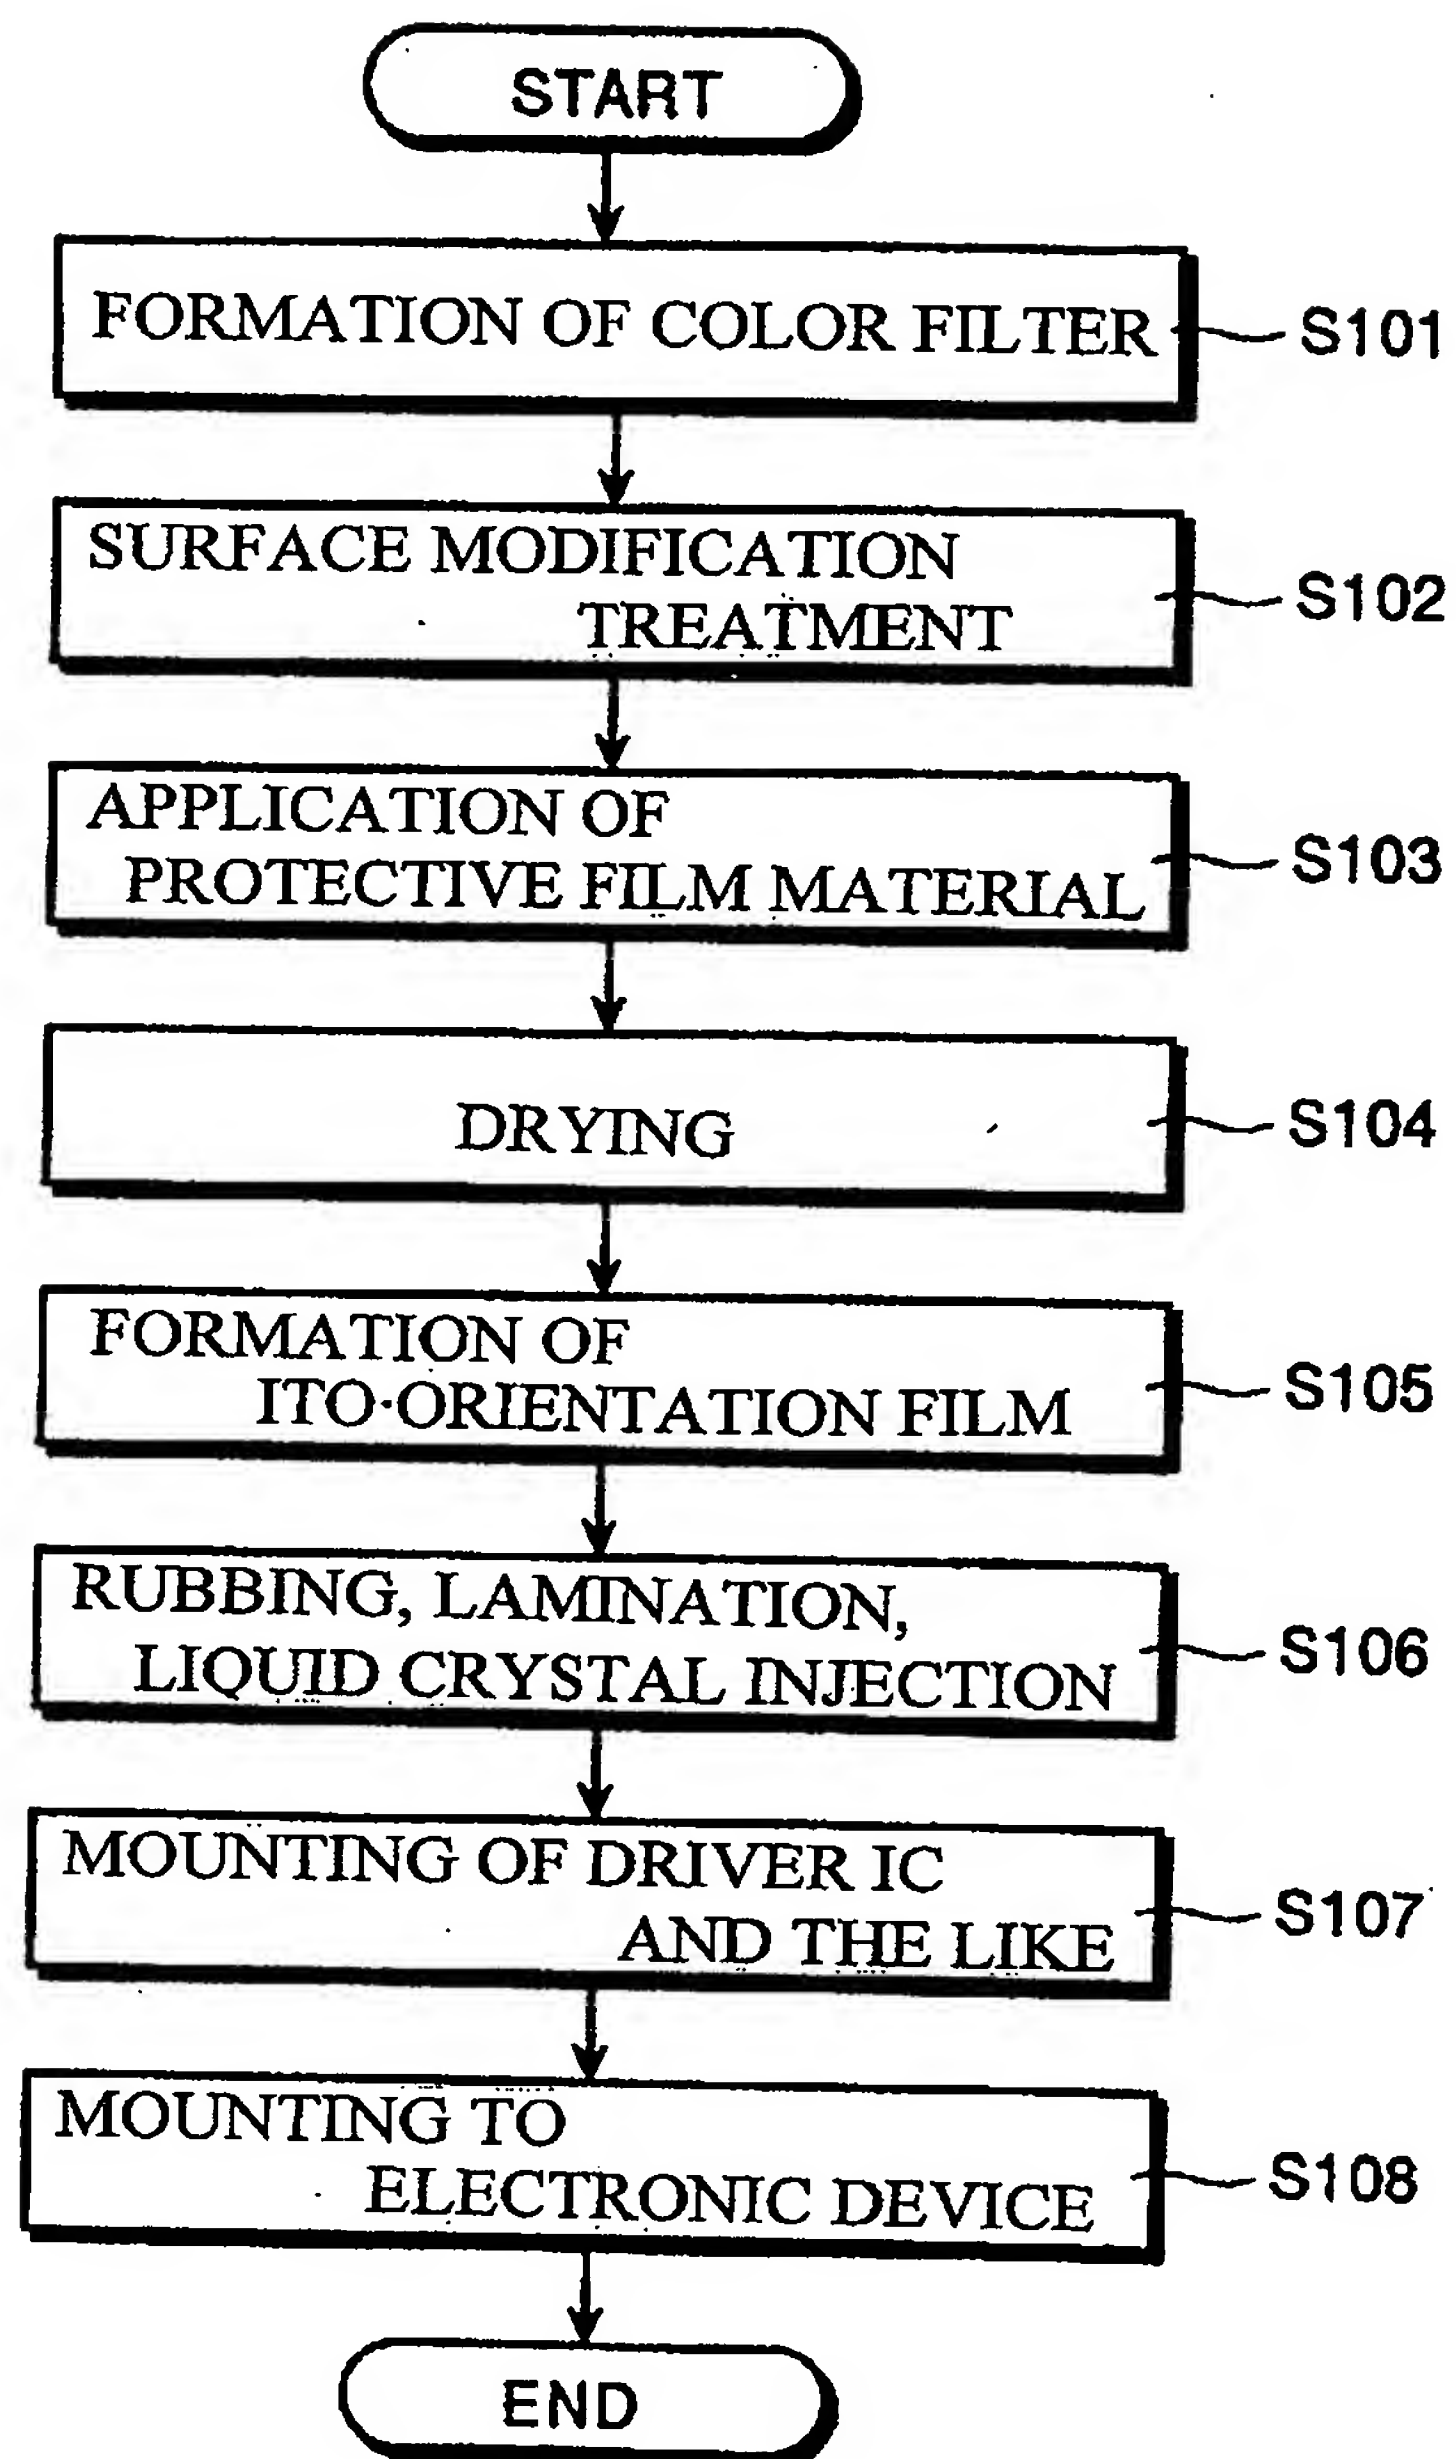 START
FORMATION OF COLOR FILTER S101
SURFACE MODIFICATION
TREATMENT S102
APPLICATION OF
PROTECTIVE FILM MATERIAL S103
DRYING S104
FORMATION OF
ITO·ORIENTATION FILM S105
RUBBING, LAMINATION,
LIQUID CRYSTAL INJECTION S106
MOUNTING OF DRIVER IC
AND THE LIKE S107
MOUNTING TO
ELECTRONIC DEVICE S108
END